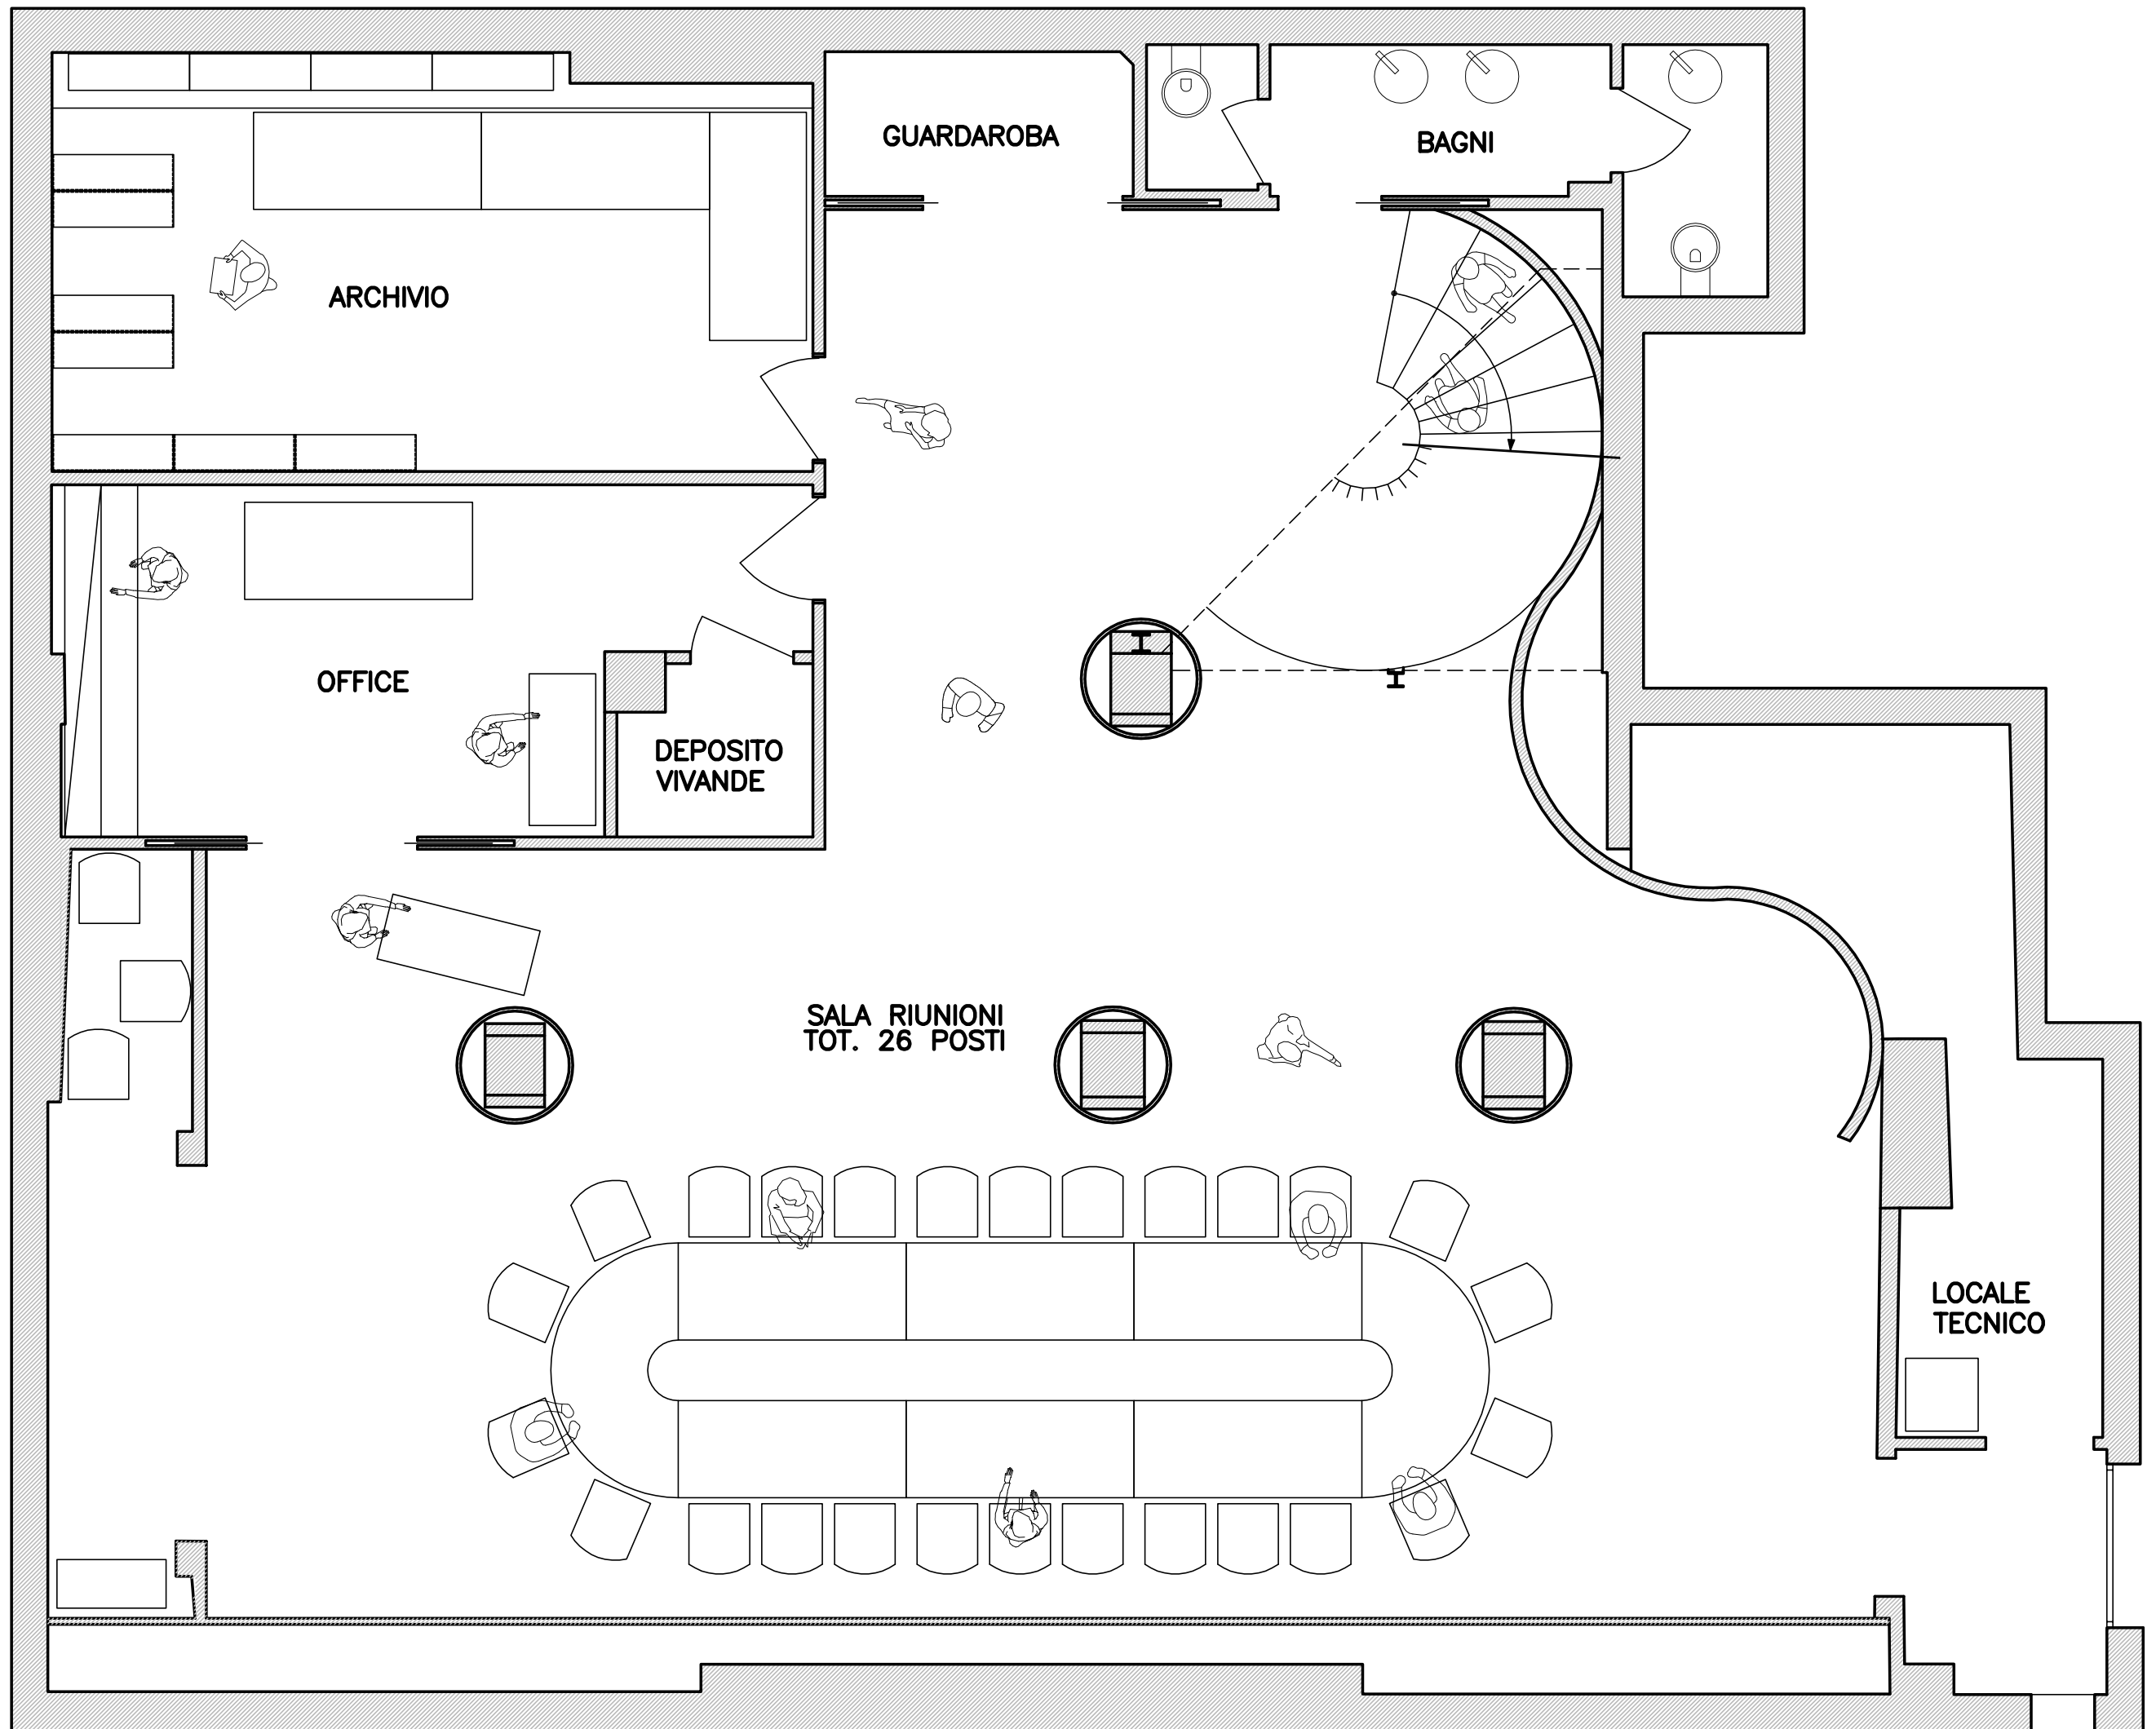 GUARDAROBA
BAGNI
ARCHIVIO
OFFICE
DEPOSITO
VIVANDE
SALA RIUNIONI
TOT. 26 POSTI
LOCALE
TECNICO